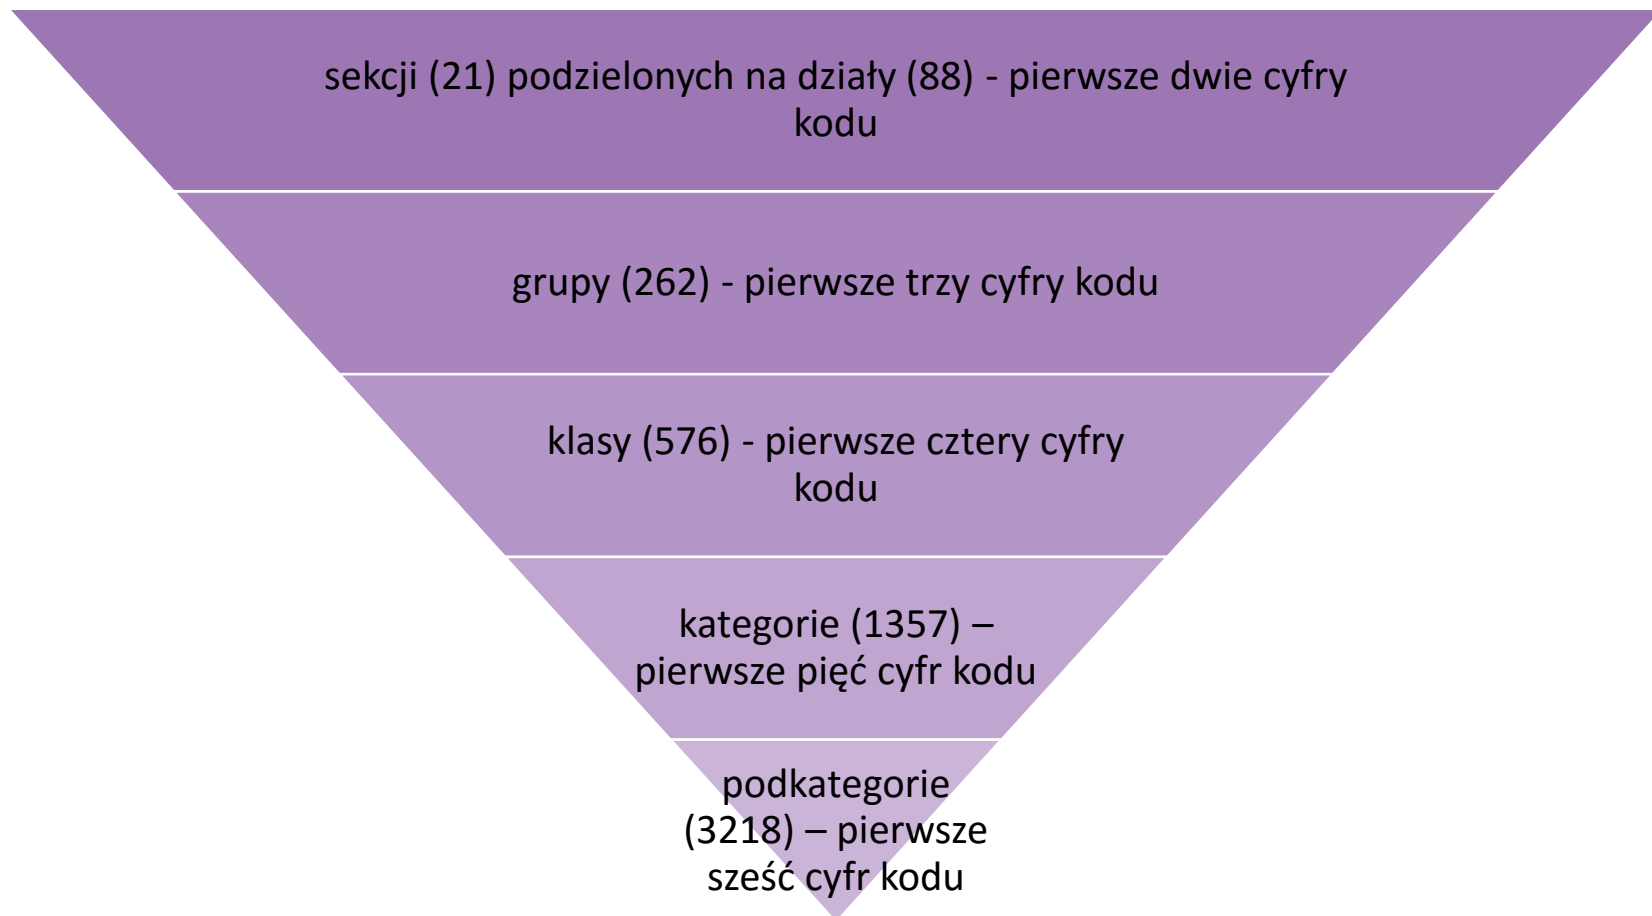 sekcji (21) podzielonych na działy (88) - pierwsze dwie cyfry
kodu
grupy (262) - pierwsze trzy cyfry kodu
klasy (576) - pierwsze cztery cyfry
kodu
kategorie (1357) –
pierwsze pięć cyfr kodu
podkategorie
(3218) – pierwsze
sześć cyfr kodu